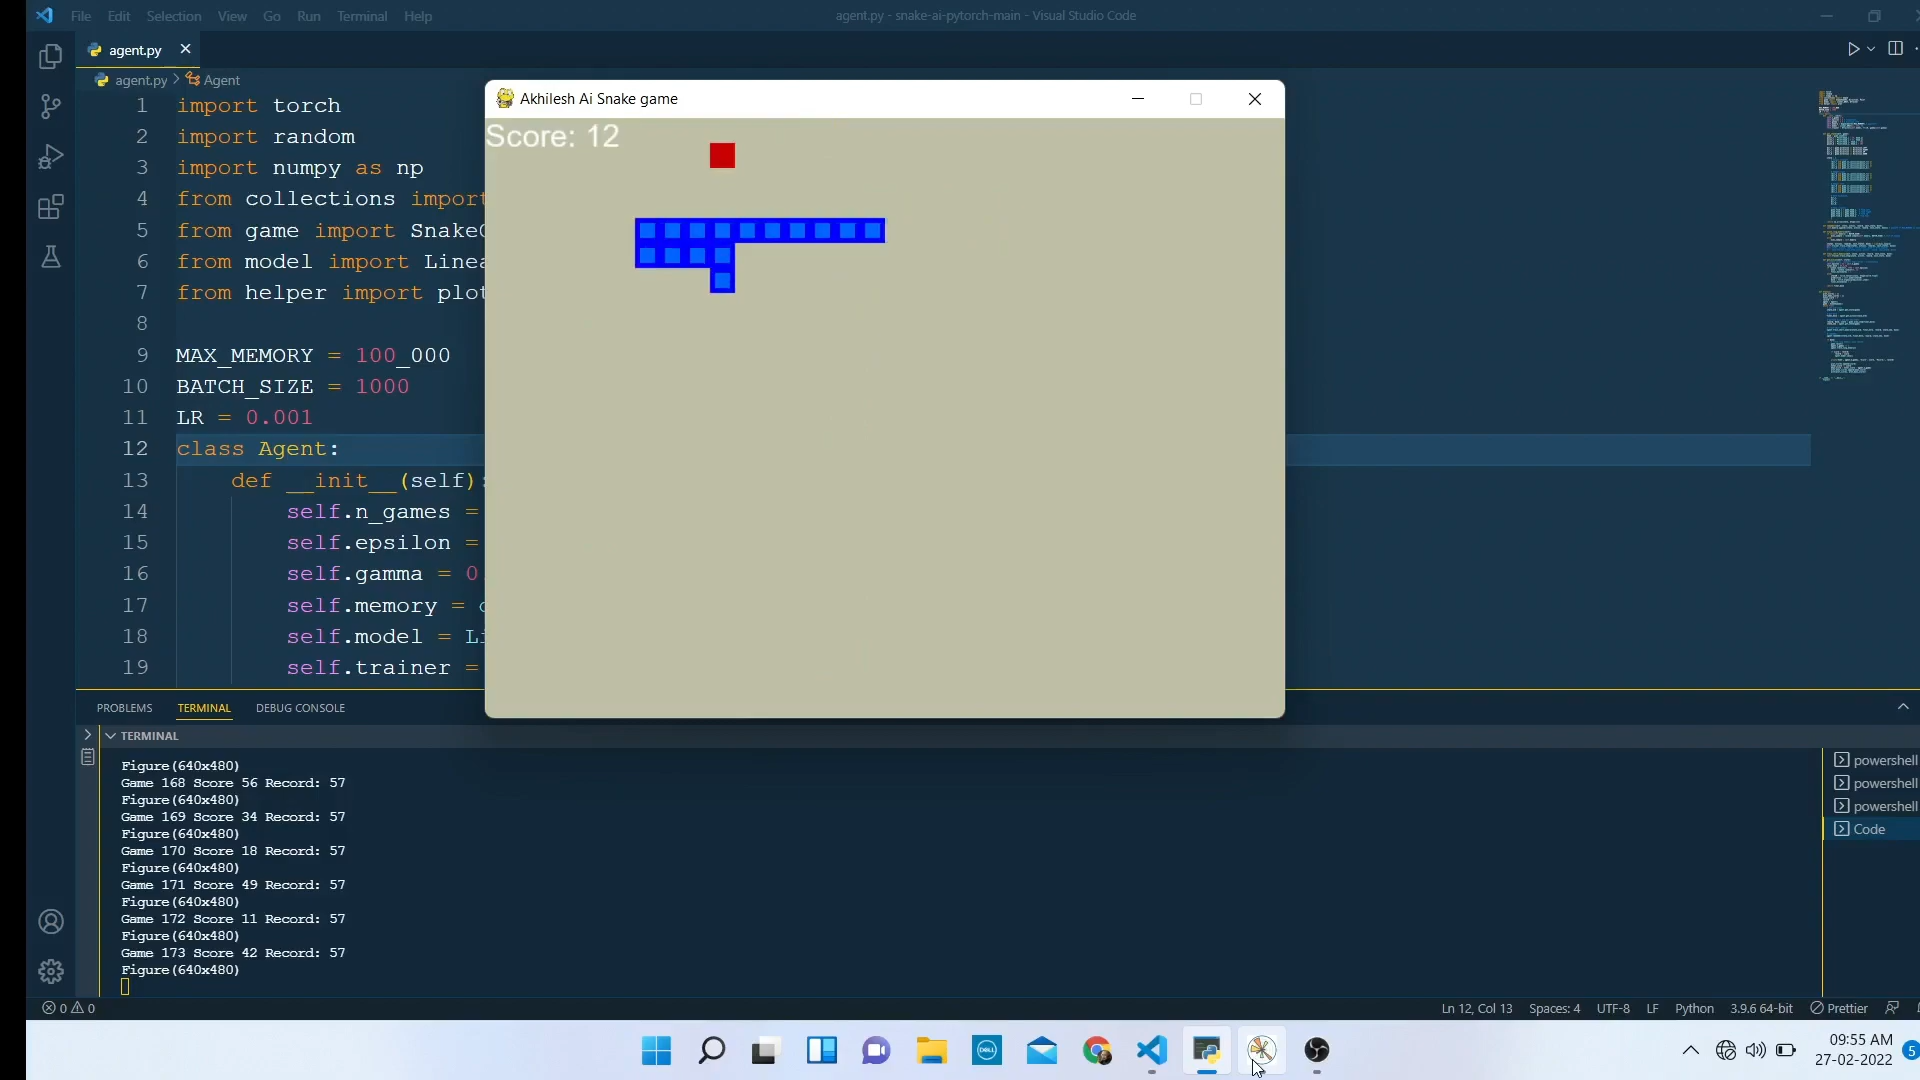 File Edit Selection View Go Run Terminal Help
agent.py - snake-ai-pytorch-main - Visual Studio Code
agent.py
agent.py > Agent
1 import torch
2 import random
3 import numpy as np
4 from collections import
5 from game import Snake
6 from model import Line
7 from helper import plot
8
9 MAX_MEMORY = 100_000
10 BATCH_SIZE = 1000
11 LR = 0.001
12 class Agent:
13 def __init__(self):
14 self.n_games =
15 self.epsilon =
16 self.gamma = 0
17 self.memory =
18 self.model = Li
19 self.trainer =
Akhilesh Ai Snake game
Score: 12
PROBLEMS TERMINAL DEBUG CONSOLE
TERMINAL
Figure(640x480)
Game 168 Score 56 Record: 57
Figure(640x480)
Game 169 Score 34 Record: 57
Figure(640x480)
Game 170 Score 18 Record: 57
Figure(640x480)
Game 171 Score 49 Record: 57
Figure(640x480)
Game 172 Score 11 Record: 57
Figure(640x480)
Game 173 Score 42 Record: 57
Figure(640x480)
powershell
powershell
powershell
Code
0 0
Ln 12, Col 13 Spaces: 4 UTF-8 LF Python 3.9.6 64-bit Prettier
DELL
09:55 AM
27-02-2022
5